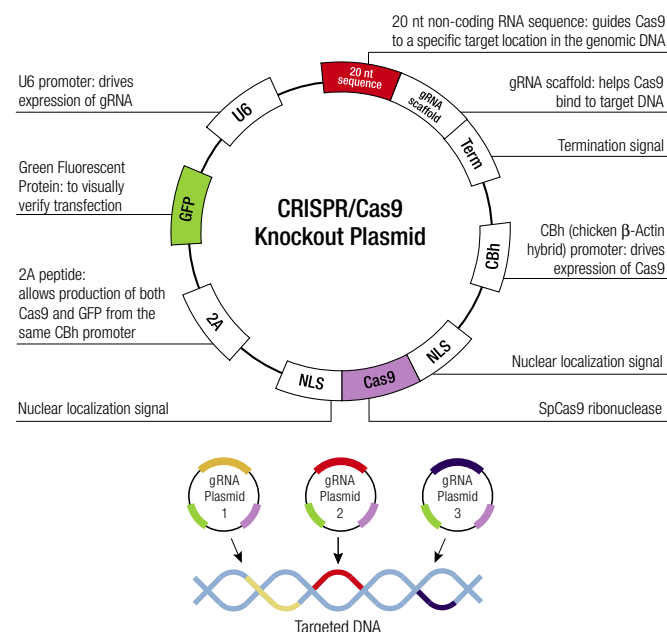 20 nt non-coding RNA sequence: guides Cas9
to a specific target location in the genomic DNA
U6 promoter: drives
expression of gRNA
gRNA scaffold: helps Cas9
bind to target DNA
Termination signal
Green Fluorescent
Protein: to visually
verify transfection
CBh (chicken β-Actin
hybrid) promoter: drives
expression of Cas9
2A peptide:
allows production of both
Cas9 and GFP from the
same CBh promoter
Nuclear localization signal
Nuclear localization signal
SpCas9 ribonuclease
20 nt
sequence
gRNA
scaffold
Term
CBh
NLS
Cas9
NLS
2A
GFP
U6
CRISPR/Cas9
Knockout Plasmid
gRNA
Plasmid
1
gRNA
Plasmid
2
gRNA
Plasmid
3
Targeted DNA